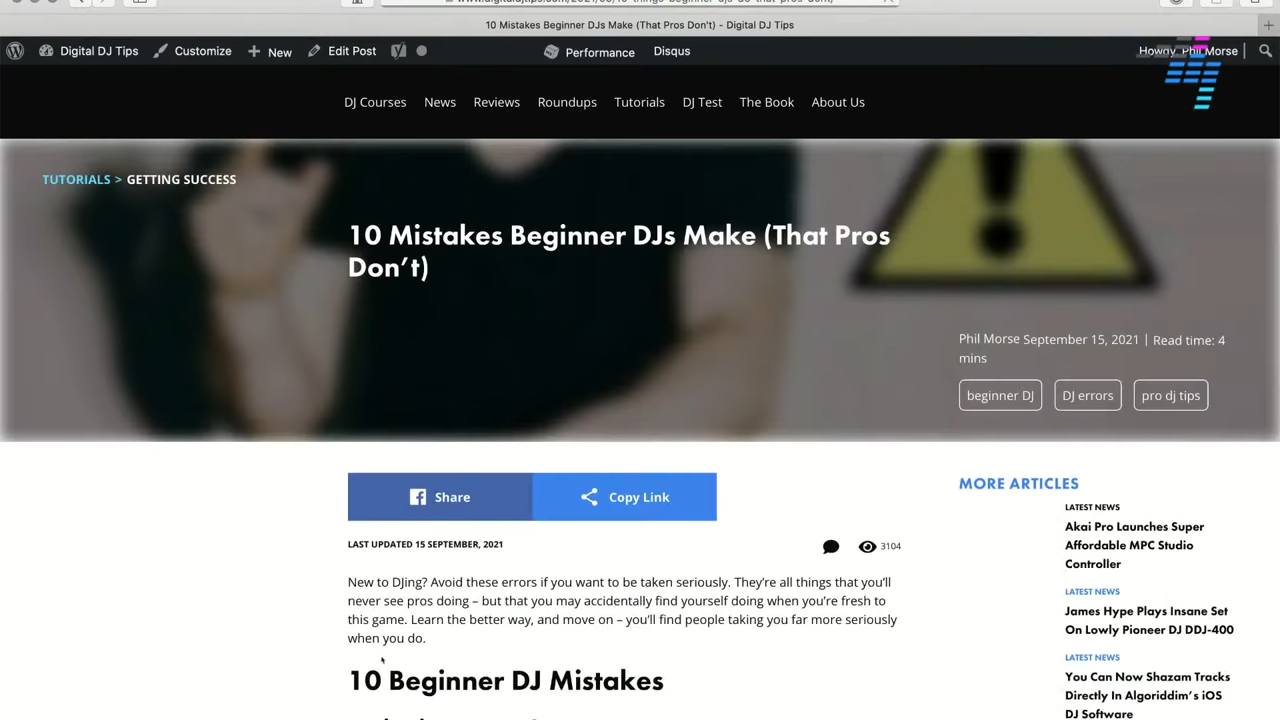 10 Mistakes Beginner DJs Make (That Pros Don't) - Digital DJ Tips
Digital DJ Tips
Customize
New
Edit Post
Performance
Disqus
Howdy, Phil Morse
DJ Courses
News
Reviews
Roundups
Tutorials
DJ Test
The Book
About Us
TUTORIALS > GETTING SUCCESS
10 Mistakes Beginner DJs Make (That Pros
Don't)
Phil Morse September 15, 2021 | Read time: 4
mins
beginner DJ
DJ errors
pro dj tips
Share
Copy Link
LAST UPDATED 15 SEPTEMBER, 2021
3104
New to DJing? Avoid these errors if you want to be taken seriously. They're all things that you'll
never see pros doing – but that you may accidentally find yourself doing when you're fresh to
this game. Learn the better way, and move on – you'll find people taking you far more seriously
when you do.
10 Beginner DJ Mistakes
MORE ARTICLES
LATEST NEWS
Akai Pro Launches Super
Affordable MPC Studio
Controller
LATEST NEWS
James Hype Plays Insane Set
On Lowly Pioneer DJ DDJ-400
LATEST NEWS
You Can Now Shazam Tracks
Directly In Algoriddim's iOS
DJ Software